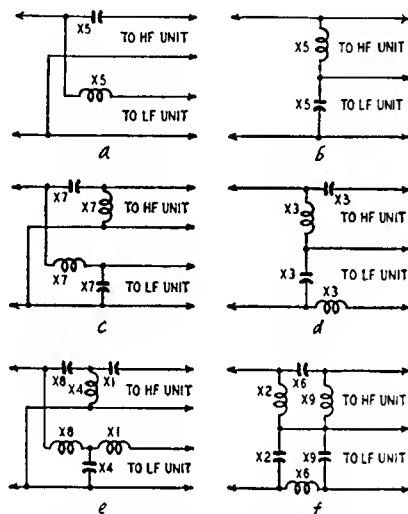 X5
TO HF UNIT
X5
TO LF UNIT
a
X5
TO HF UNIT
X5
TO LF UNIT
b
X7
X7
TO HF UNIT
X7
X7
TO LF UNIT
c
X3
TO HF UNIT
X3
X3
TO LF UNIT
X3
d
X8
X4
X1
TO HF UNIT
X8
X1
X4
TO LF UNIT
e
X6
X2
X9
TO HF UNIT
X2
X9
TO LF UNIT
X6
f